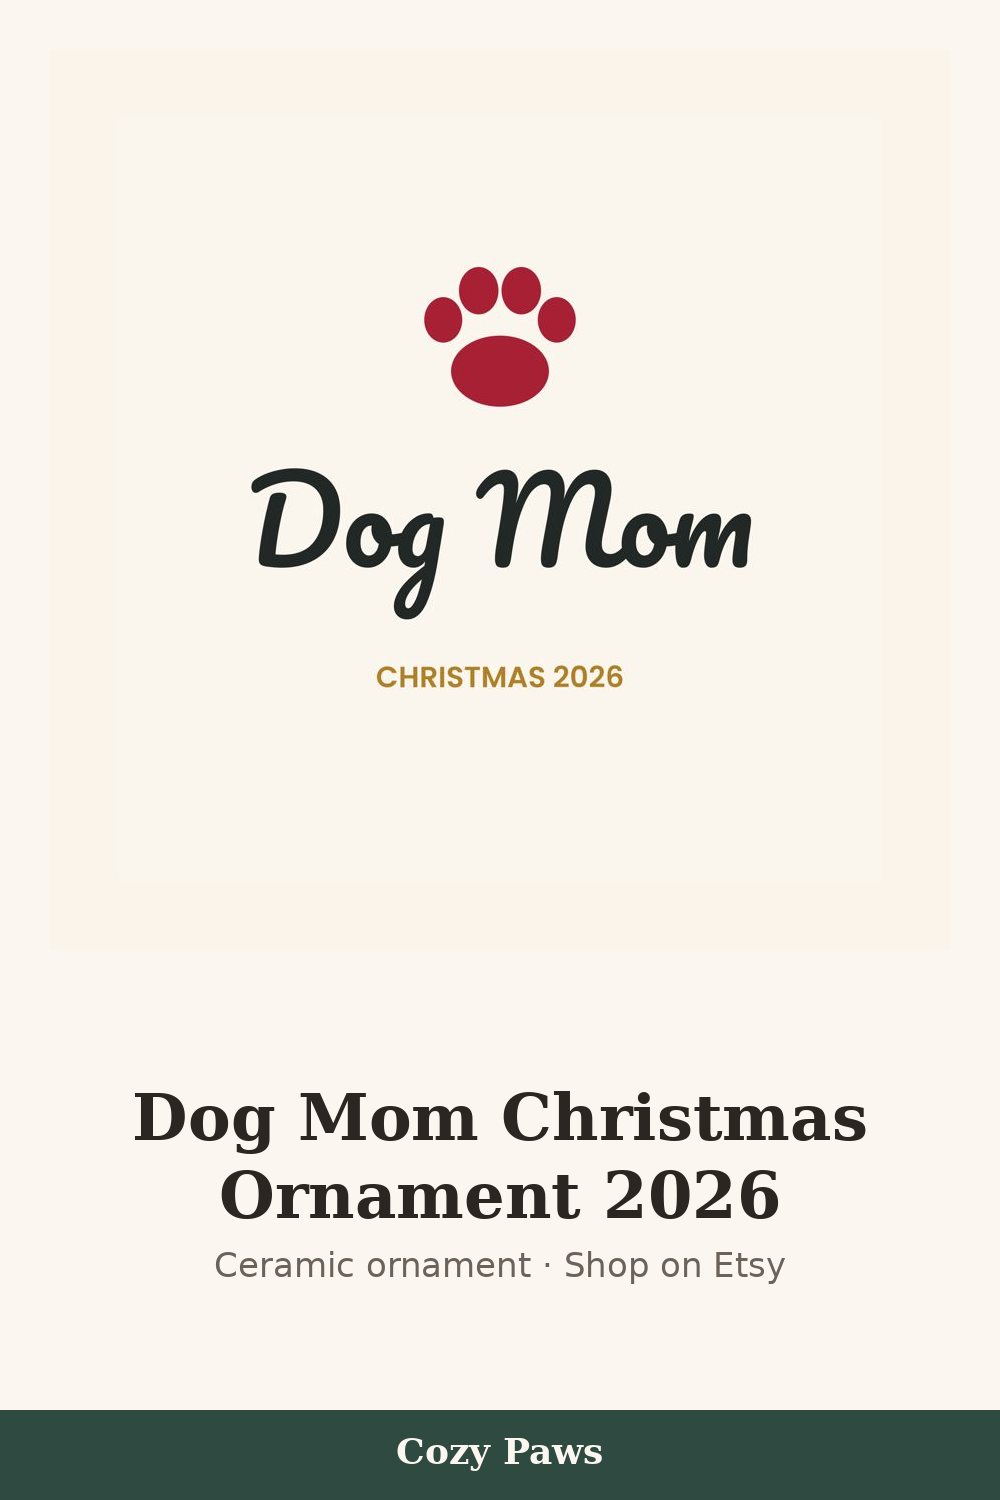 Dog Mom
CHRISTMAS 2026
Dog Mom Christmas
Ornament 2026
Ceramic ornament · Shop on Etsy
Cozy Paws